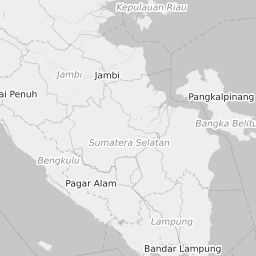 Kepulauan Riau
Jambi
Jambi
ai Penuh
Pangkalpinang
Bangka Belitu
Sumatera Selatan
Bengkulu
Pagar Alam
Lampung
Bandar Lampung